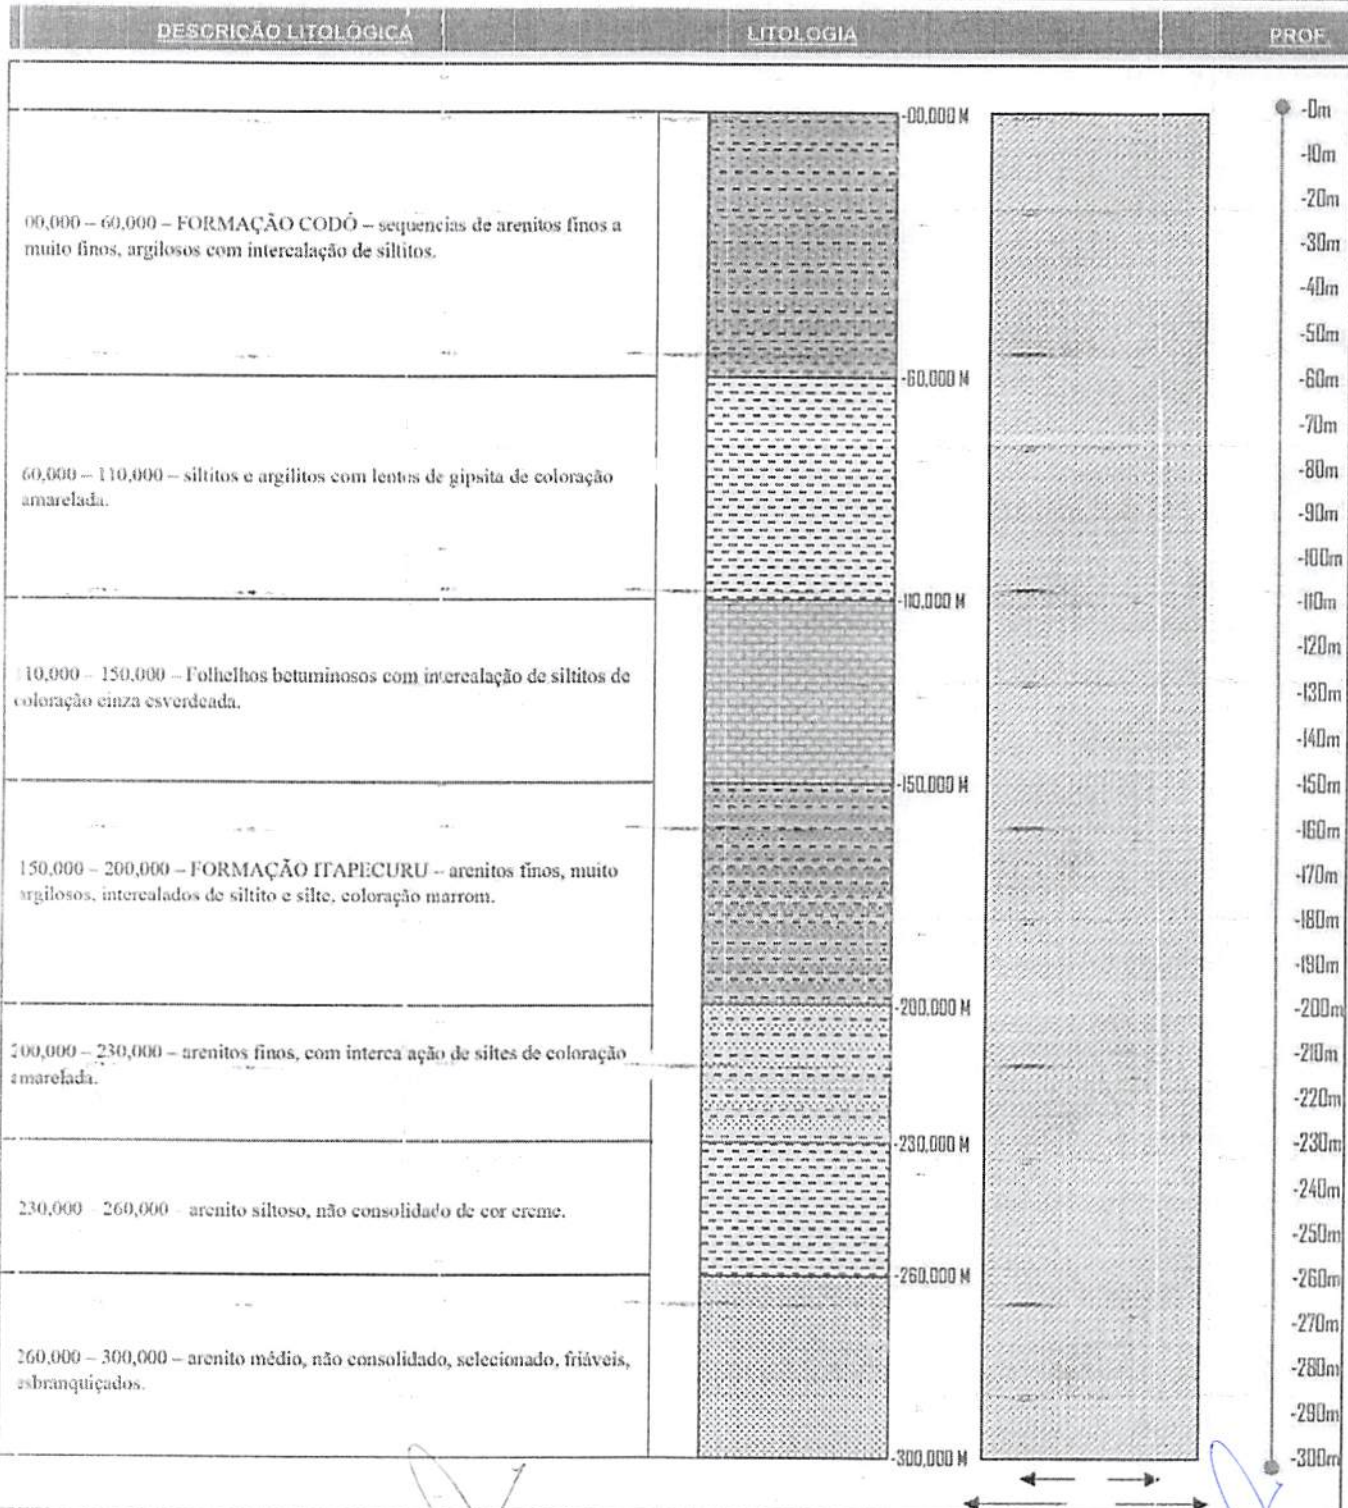 DESCRIÇÃO LITOLÓGICA LITOLOGIA PROF.
00,000 – 60,000 – FORMAÇÃO CODÓ – sequencias de arenitos finos a
muito finos, argilosos com intercalação de siltitos.
60,000 – 110,000 – siltitos e argilitos com lentes de gipsita de coloração
amarelada.
10,000 – 150,000 – Folhelhos betuminosos com intercalação de siltitos de
coloração cinza esverdeada.
150,000 – 200,000 – FORMAÇÃO ITAPECURU – arenitos finos, muito
argilosos, intercalados de siltito e silte, coloração marrom.
200,000 – 230,000 – arenitos finos, com interca ação de siltes de coloração
amarelada.
230,000 260,000 arenito siltoso, não consolidado de cor creme.
260,000 – 300,000 – arenito médio, não consolidado, selecionado, friáveis,
esbranquiçados.
-00,000 M
-60,000 M
-110,000 M
-150,000 M
-200,000 M
-230,000 M
-260,000 M
-300,000 M
-0m
-10m
-20m
-30m
-40m
-50m
-60m
-70m
-80m
-90m
-100m
-110m
-120m
-130m
-140m
-150m
-160m
-170m
-180m
-190m
-200m
-210m
-220m
-230m
-240m
-250m
-260m
-270m
-280m
-290m
-300m